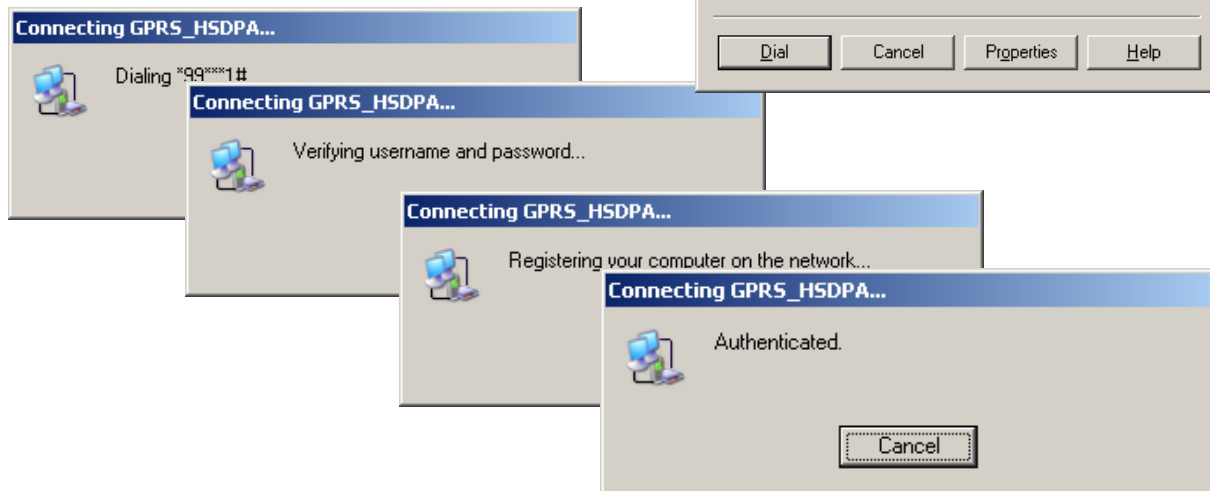 Connecting GPRS_HSDPA...
Dialing *99***1#
Dial Cancel Properties Help
Connecting GPRS_HSDPA...
Verifying username and password...
Connecting GPRS_HSDPA...
Registering your computer on the network...
Connecting GPRS_HSDPA...
Authenticated.
Cancel